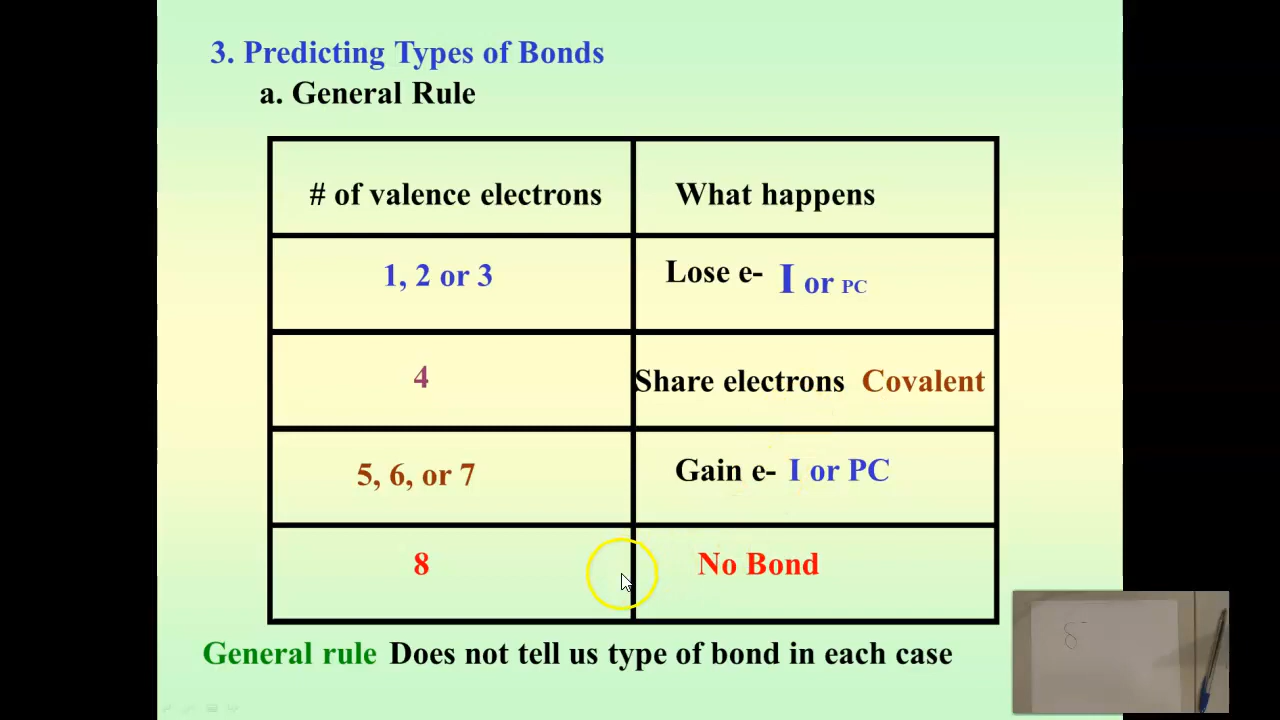 3. Predicting Types of Bonds
a. General Rule
# of valence electrons What happens
1, 2 or 3 Lose e- I or PC
4 Share electrons Covalent
5, 6, or 7 Gain e- I or PC
8 No Bond
General rule Does not tell us type of bond in each case